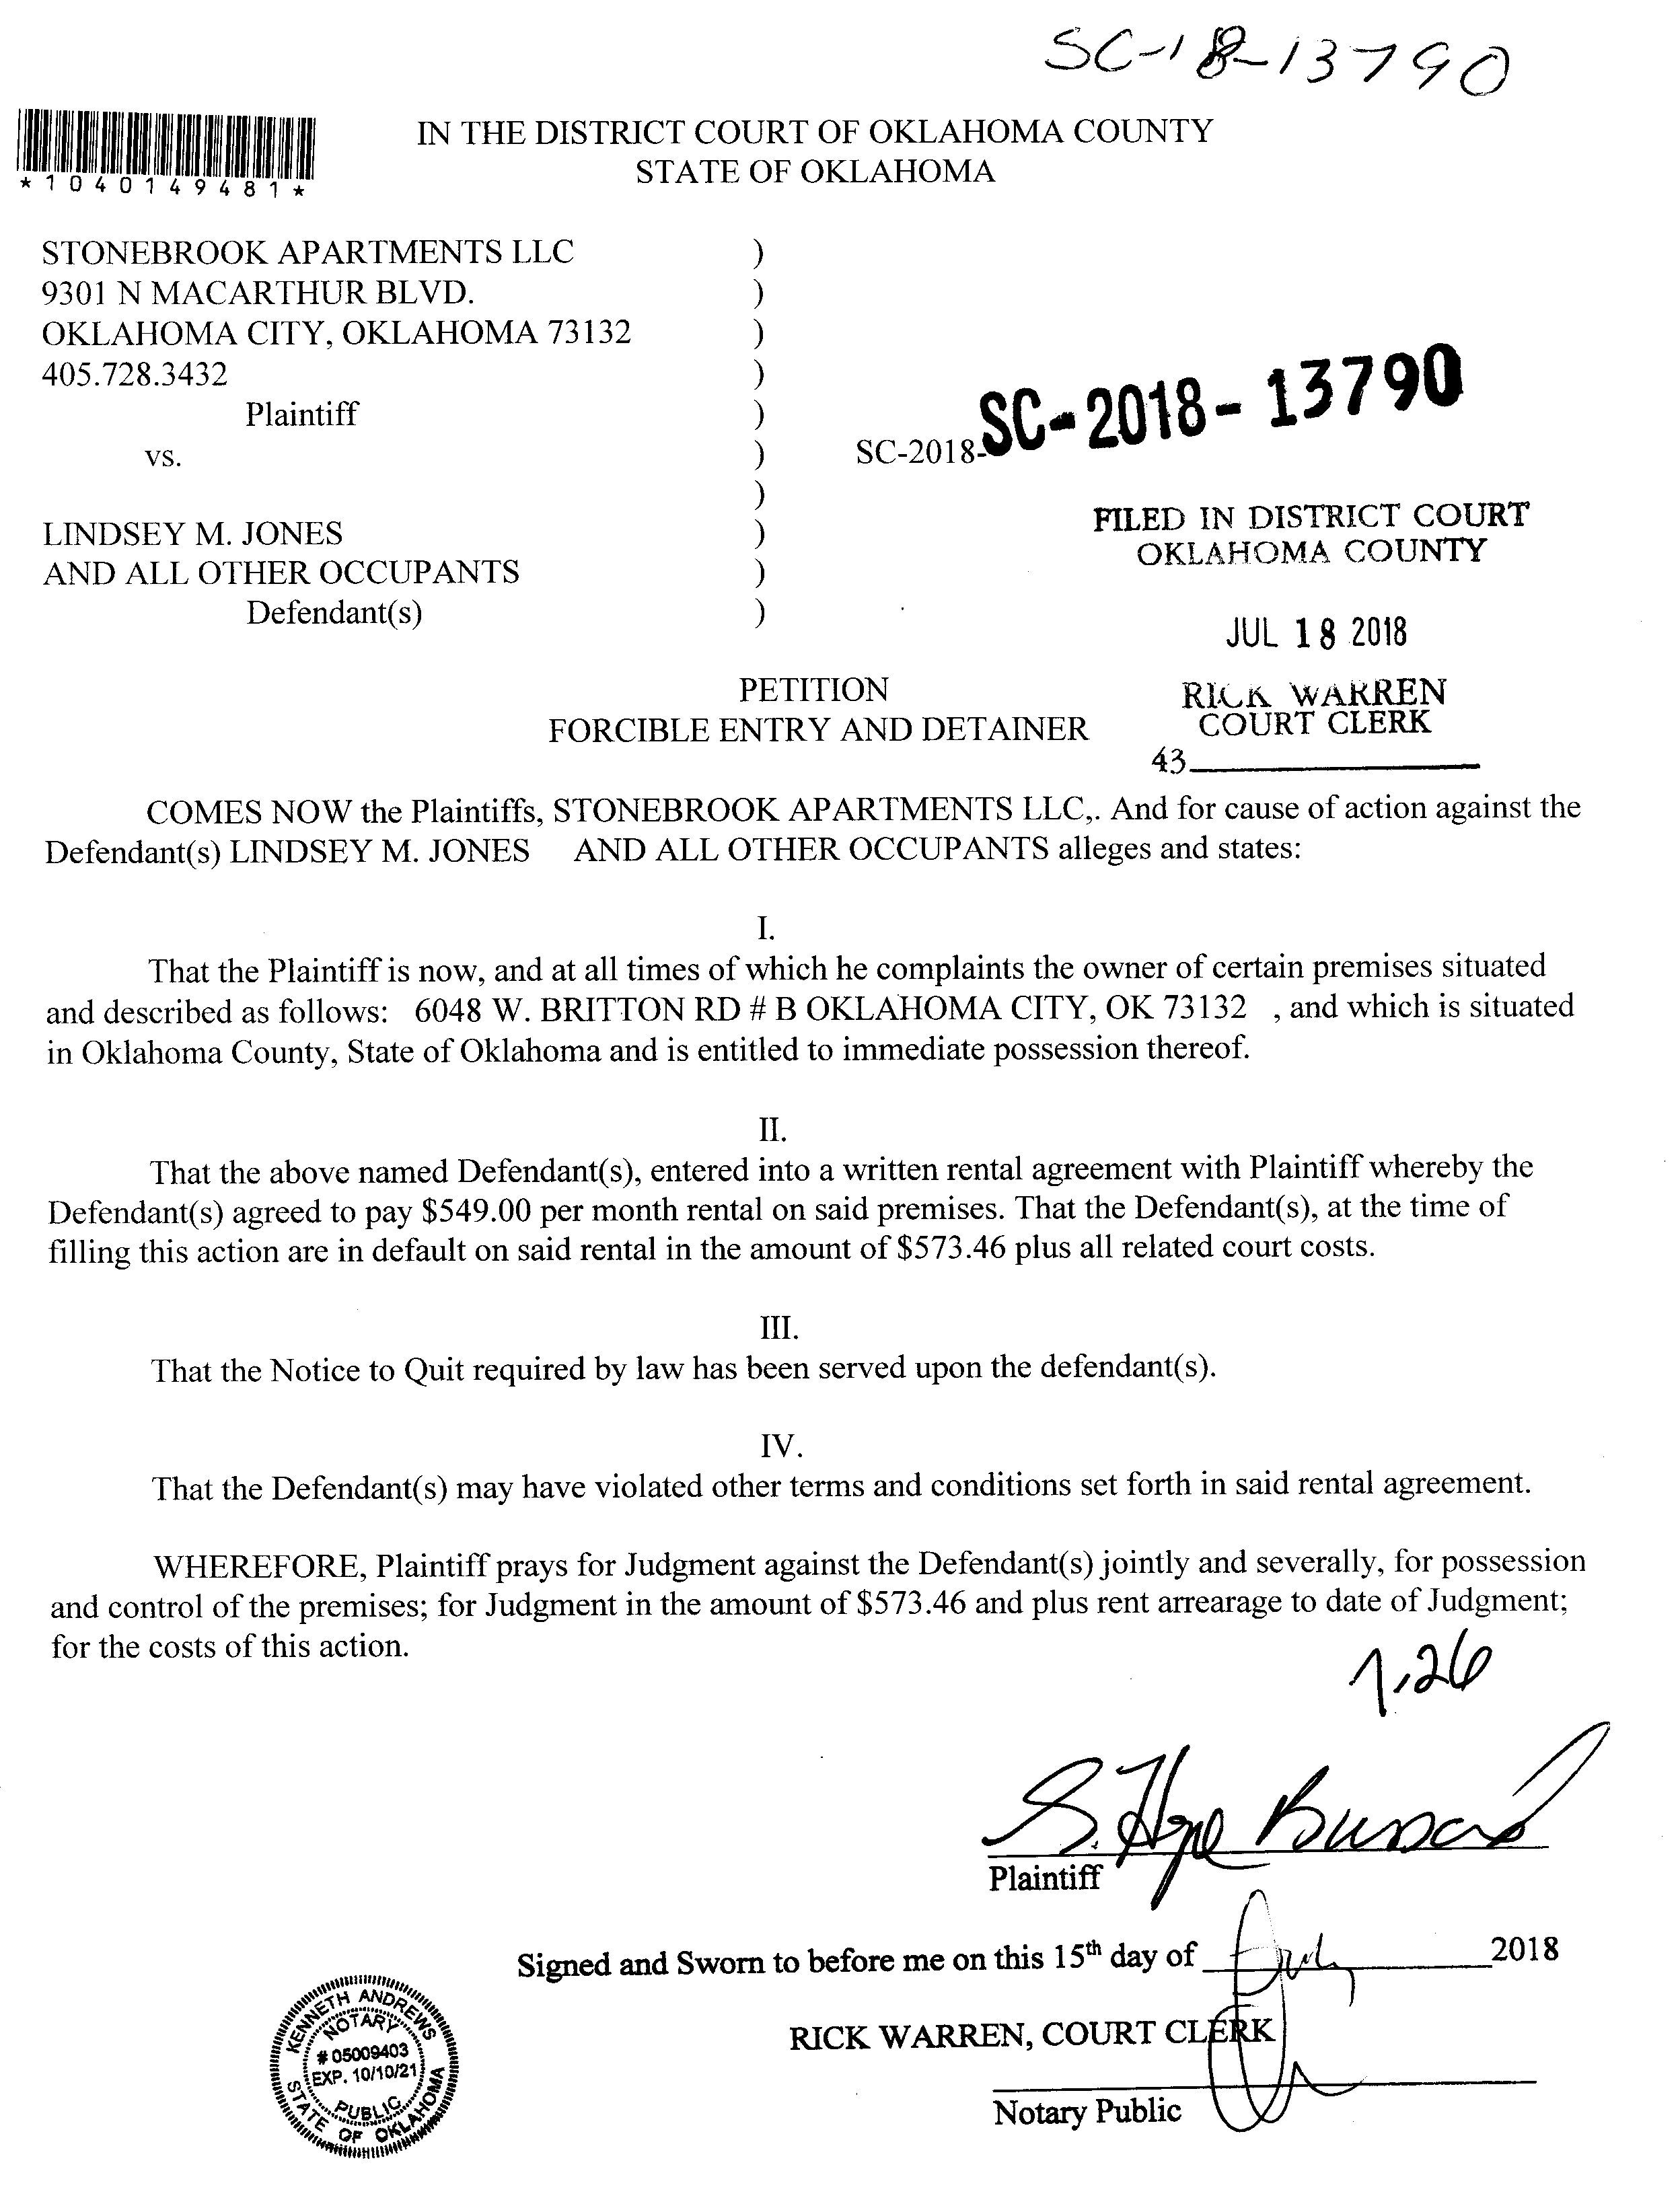 SC-18-13790
*1040149481*
IN THE DISTRICT COURT OF OKLAHOMA COUNTY
STATE OF OKLAHOMA
STONEBROOK APARTMENTS LLC )
9301 N MACARTHUR BLVD. )
OKLAHOMA CITY, OKLAHOMA 73132 )
405.728.3432 )
Plaintiff )
vs. ) SC-2018- SC-2018-13790
)
LINDSEY M. JONES )
AND ALL OTHER OCCUPANTS )
Defendant(s) )
FILED IN DISTRICT COURT
OKLAHOMA COUNTY
JUL 18 2018
RICK WARREN
COURT CLERK
43
PETITION
FORCIBLE ENTRY AND DETAINER
COMES NOW the Plaintiffs, STONEBROOK APARTMENTS LLC,. And for cause of action against the
Defendant(s) LINDSEY M. JONES AND ALL OTHER OCCUPANTS alleges and states:
I.
That the Plaintiff is now, and at all times of which he complaints the owner of certain premises situated
and described as follows: 6048 W. BRITTON RD # B OKLAHOMA CITY, OK 73132 , and which is situated
in Oklahoma County, State of Oklahoma and is entitled to immediate possession thereof.
II.
That the above named Defendant(s), entered into a written rental agreement with Plaintiff whereby the
Defendant(s) agreed to pay $549.00 per month rental on said premises. That the Defendant(s), at the time of
filling this action are in default on said rental in the amount of $573.46 plus all related court costs.
III.
That the Notice to Quit required by law has been served upon the defendant(s).
IV.
That the Defendant(s) may have violated other terms and conditions set forth in said rental agreement.
WHEREFORE, Plaintiff prays for Judgment against the Defendant(s) jointly and severally, for possession
and control of the premises; for Judgment in the amount of $573.46 and plus rent arrearage to date of Judgment;
for the costs of this action.
7.26
S. Hope
Plaintiff
Signed and Sworn to before me on this 15th day of July 2018
RICK WARREN, COURT CLERK
Notary Public
KENNETH ANDREWS
NOTARY
# 05009403
EXP. 10/10/21
PUBLIC
STATE OF OKLAHOMA